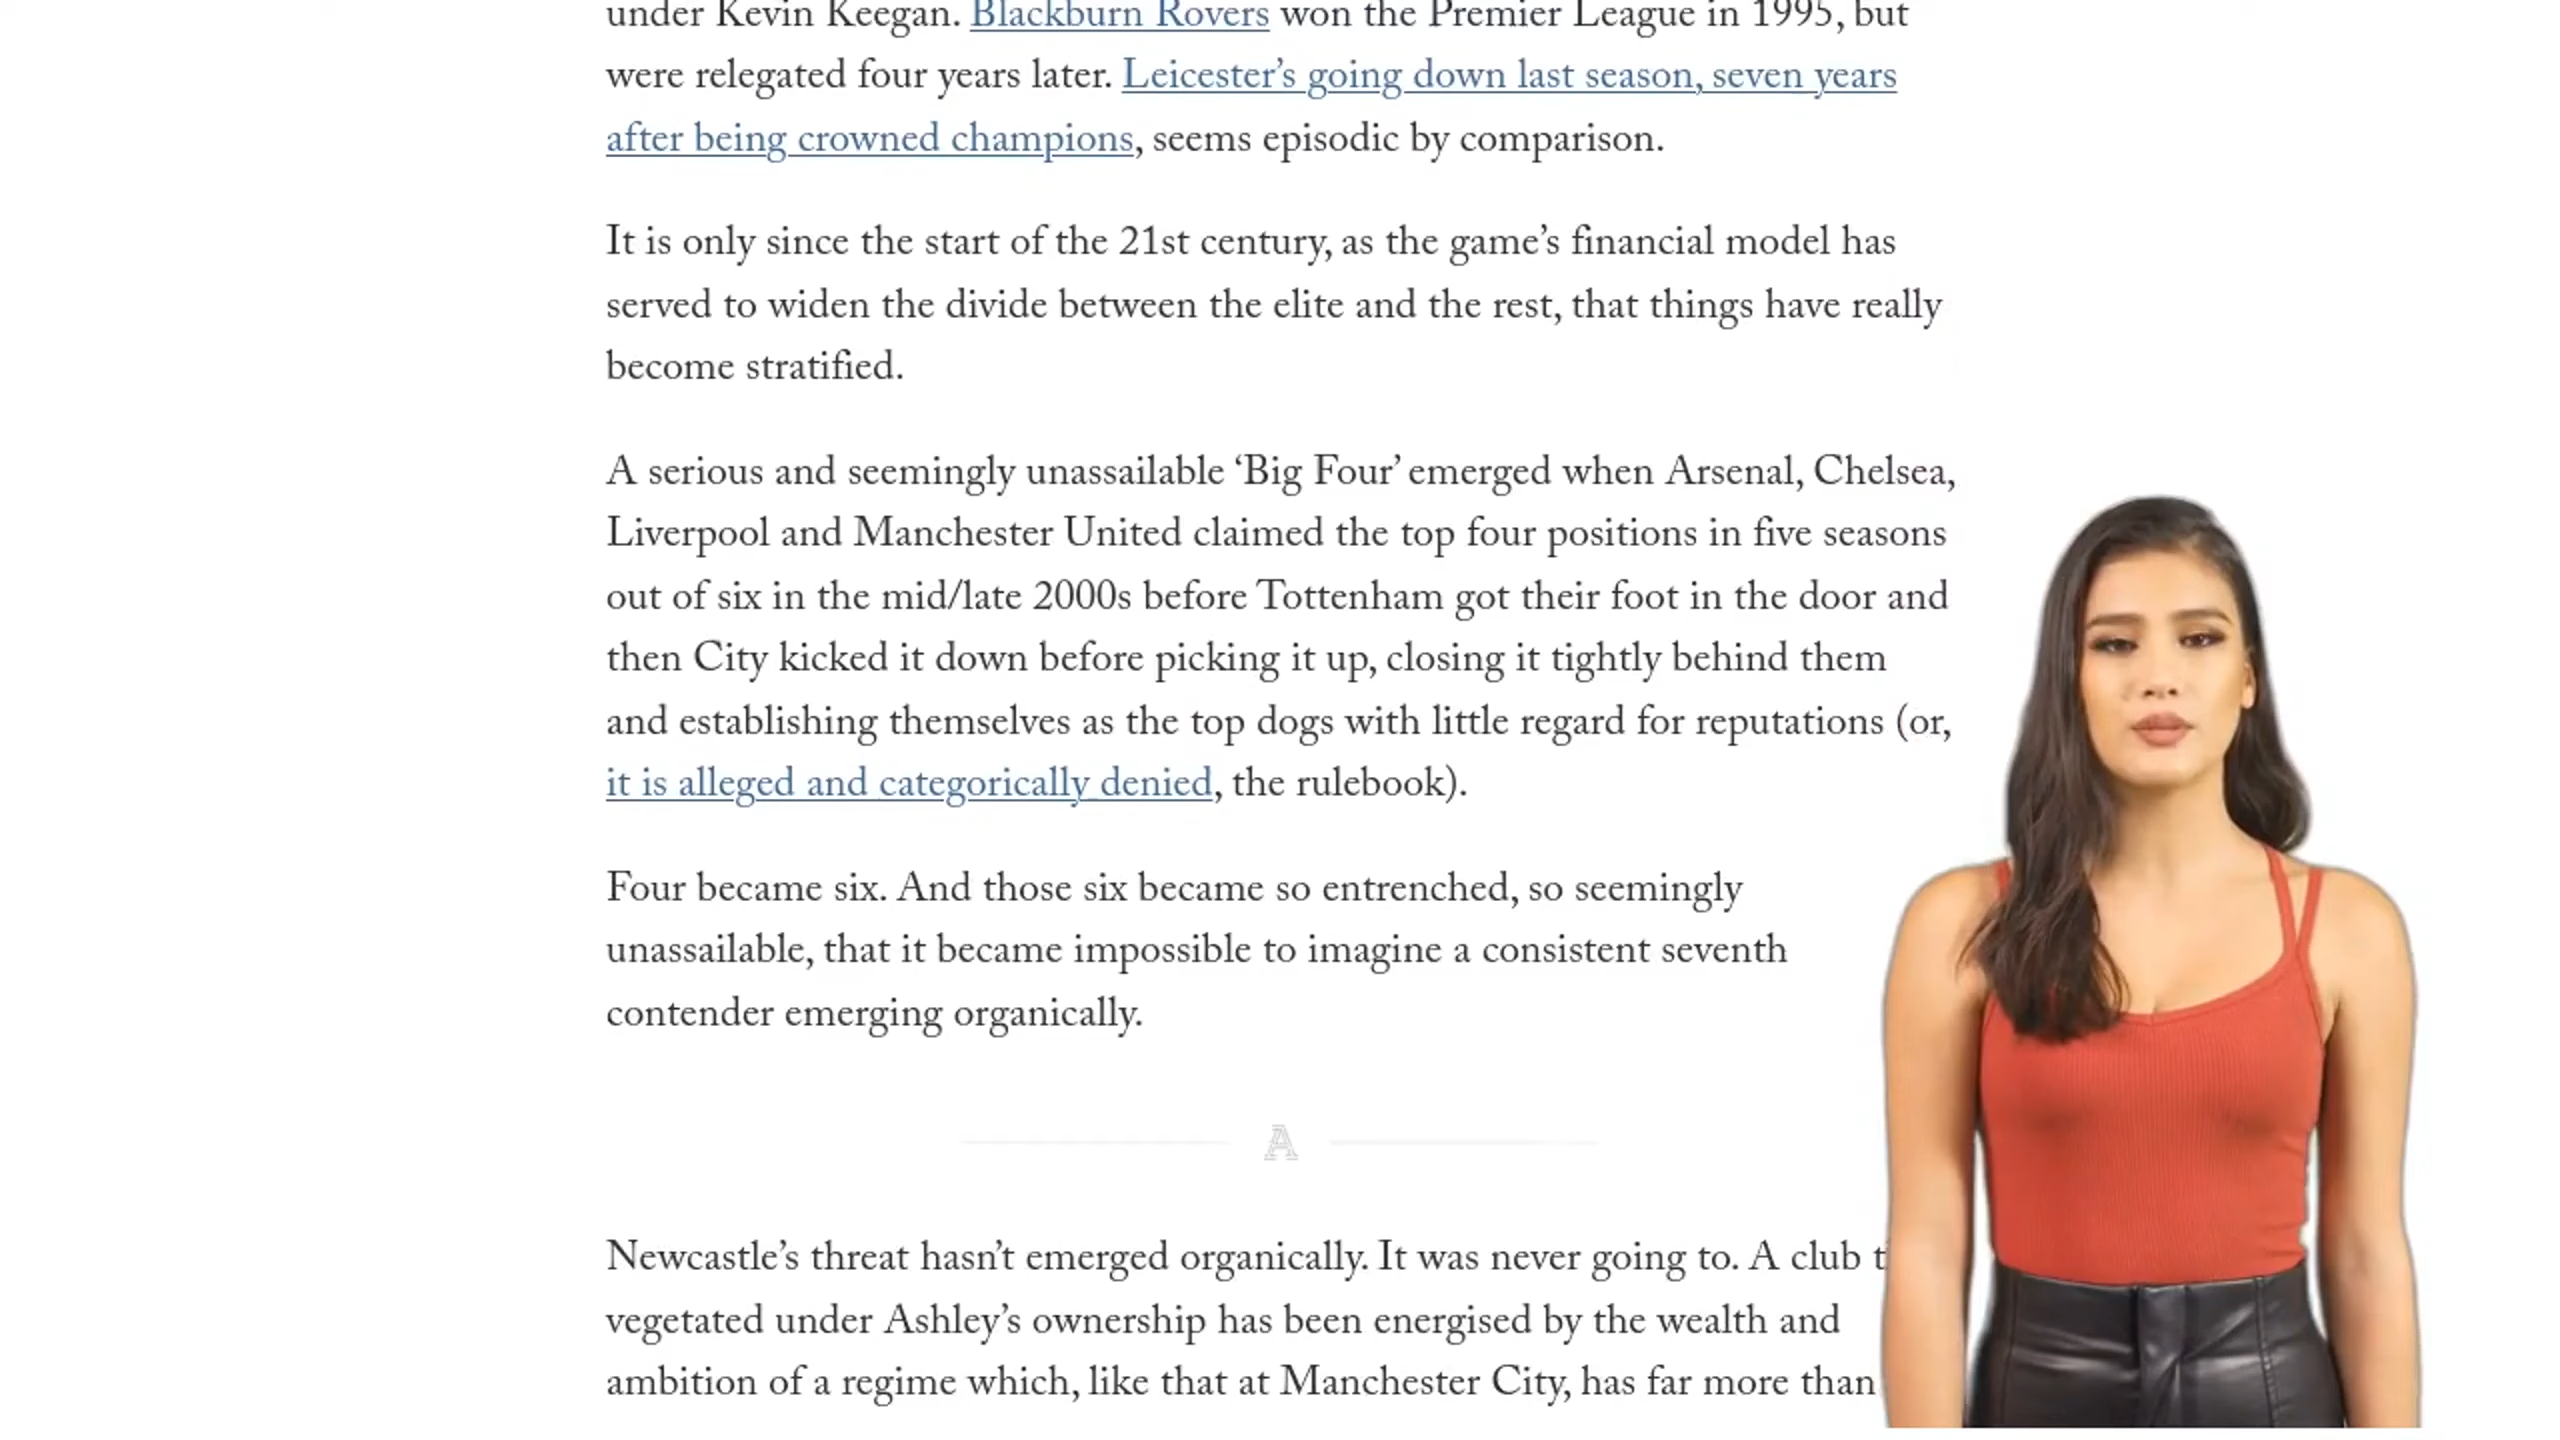 under Kevin Keegan. Blackburn Rovers won the Premier League in 1995, but
were relegated four years later. Leicester’s going down last season, seven years
after being crowned champions, seems episodic by comparison.
It is only since the start of the 21st century, as the game’s financial model has
served to widen the divide between the elite and the rest, that things have really
become stratified.
A serious and seemingly unassailable ‘Big Four’ emerged when Arsenal, Chelsea,
Liverpool and Manchester United claimed the top four positions in five seasons
out of six in the mid/late 2000s before Tottenham got their foot in the door and
then City kicked it down before picking it up, closing it tightly behind them
and establishing themselves as the top dogs with little regard for reputations (or,
it is alleged and categorically denied, the rulebook).
Four became six. And those six became so entrenched, so seemingly
unassailable, that it became impossible to imagine a consistent seventh
contender emerging organically.
A
Newcastle’s threat hasn’t emerged organically. It was never going to. A club
vegetated under Ashley’s ownership has been energised by the wealth and
ambition of a regime which, like that at Manchester City, has far more than